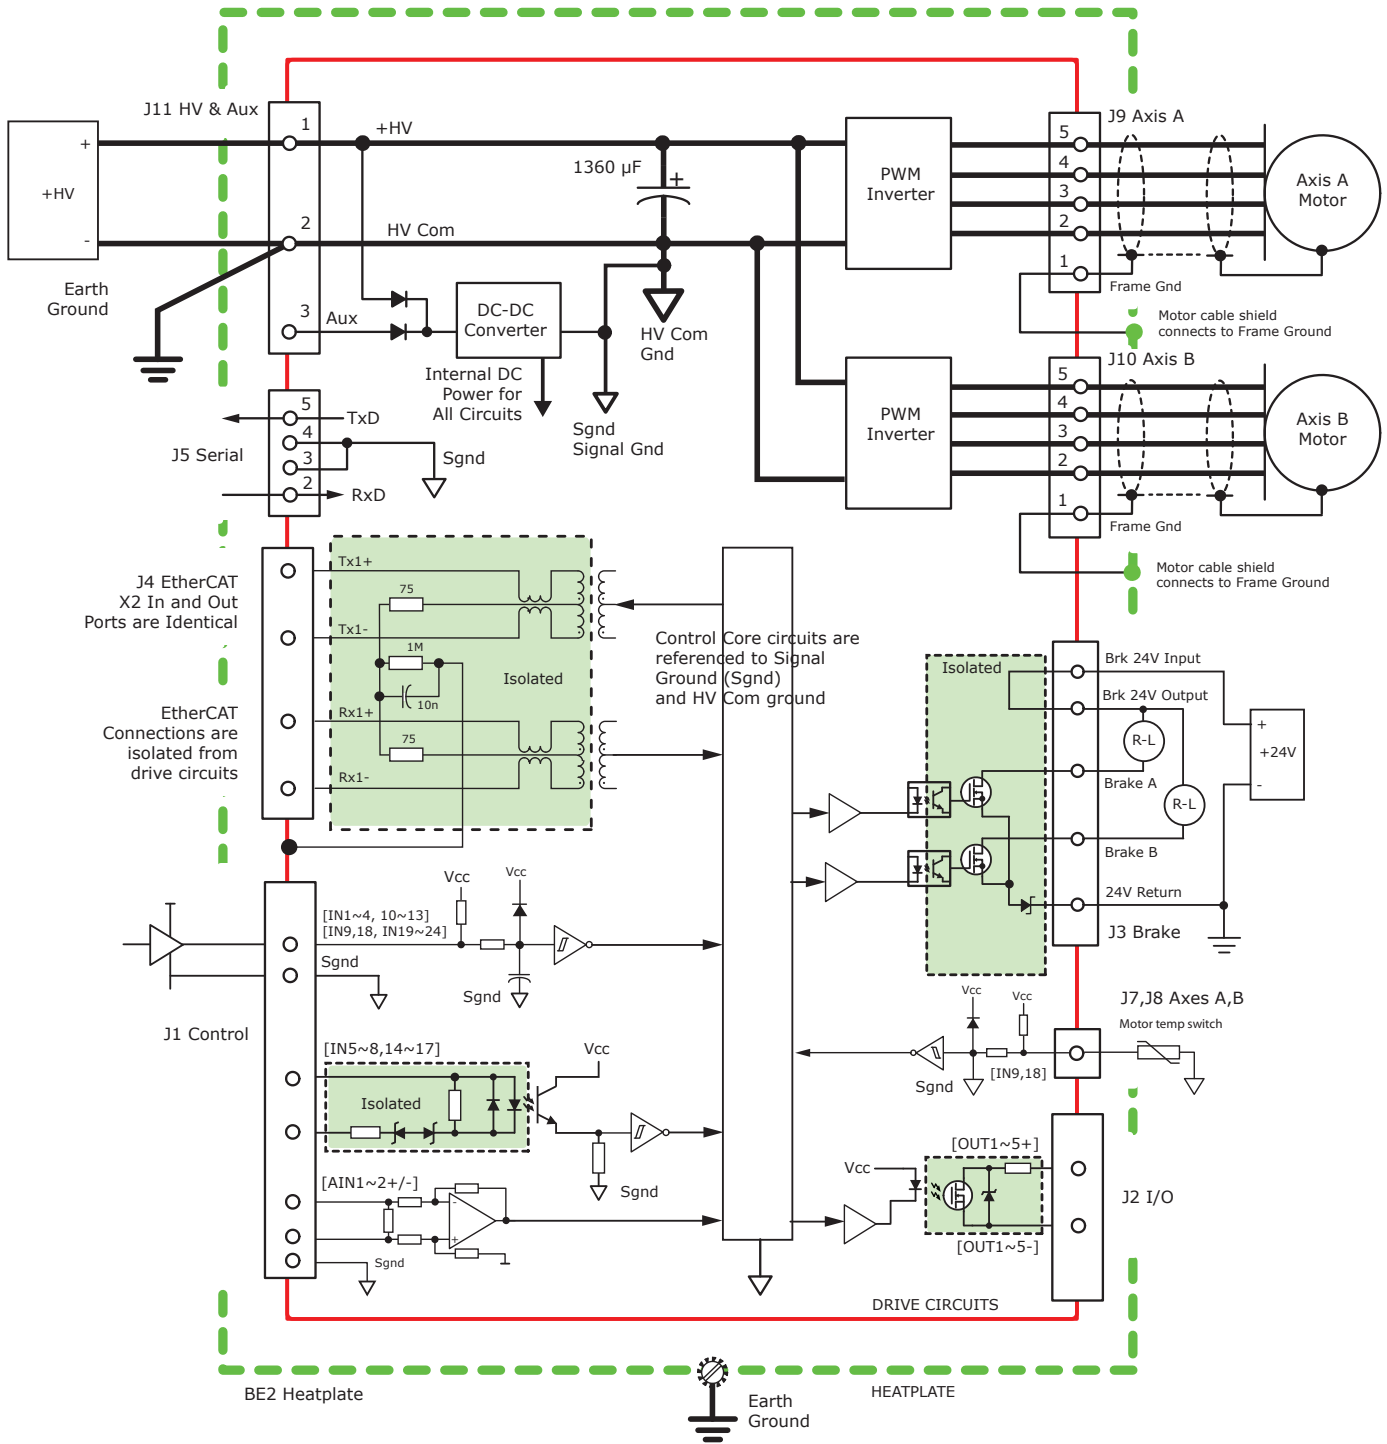 J11 HV & Aux
+
+HV
-
1
+HV
2
HV Com
3
Aux
Earth
Ground
1360 µF
+
DC-DC
Converter
HV Com
Gnd
Internal DC
Power for
All Circuits
Sgnd
Signal Gnd
PWM
Inverter
J9 Axis A
5
4
3
2
1
Frame Gnd
Axis A
Motor
Motor cable shield
connects to Frame Ground
PWM
Inverter
J10 Axis B
5
4
3
2
1
Frame Gnd
Axis B
Motor
Motor cable shield
connects to Frame Ground
J5 Serial
5
TxD
4
3
Sgnd
2
RxD
J4 EtherCAT
X2 In and Out
Ports are Identical
EtherCAT
Connections are
isolated from
drive circuits
Tx1+
75
Tx1-
1M
10n
Isolated
Rx1+
75
Rx1-
Control Core circuits are
referenced to Signal
Ground (Sgnd)
and HV Com ground
Isolated
Brk 24V Input
Brk 24V Output
R-L
Brake A
R-L
Brake B
24V Return
+
+24V
-
J3 Brake
Vcc
Vcc
[IN1~4, 10~13]
[IN9,18, IN19~24]
Sgnd
Sgnd
J1 Control
[IN5~8,14~17]
Isolated
Vcc
Sgnd
[AIN1~2+/-]
-
+
Sgnd
Vcc
Vcc
Sgnd
[IN9,18]
J7,J8 Axes A,B
Motor temp switch
[OUT1~5+]
Vcc
[OUT1~5-]
J2 I/O
DRIVE CIRCUITS
BE2 Heatplate
HEATPLATE
Earth
Ground